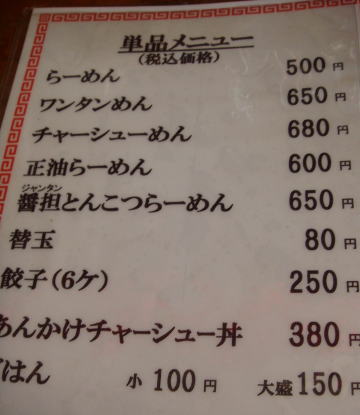 単品メニュー
(税込価格)
らーめん 500円
ワンタンめん 650円
チャーシューめん 680円
正油らーめん 600円
ジャンタン
醤担とんこつらーめん 650円
替玉 80円
餃子(6ケ) 250円
あんかけチャーシュー丼 380円
ごはん 小 100円 大盛 150円